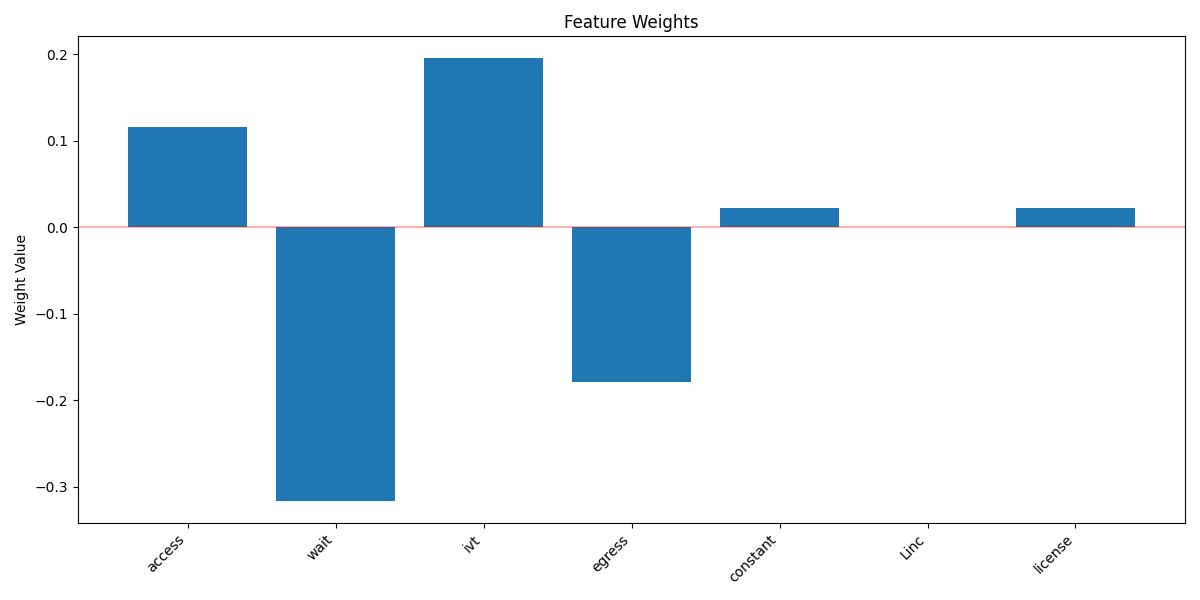 Feature Weights
Weight Value
0.2
0.1
0.0
−0.1
−0.2
−0.3
access
wait
ivt
egress
constant
Linc
license